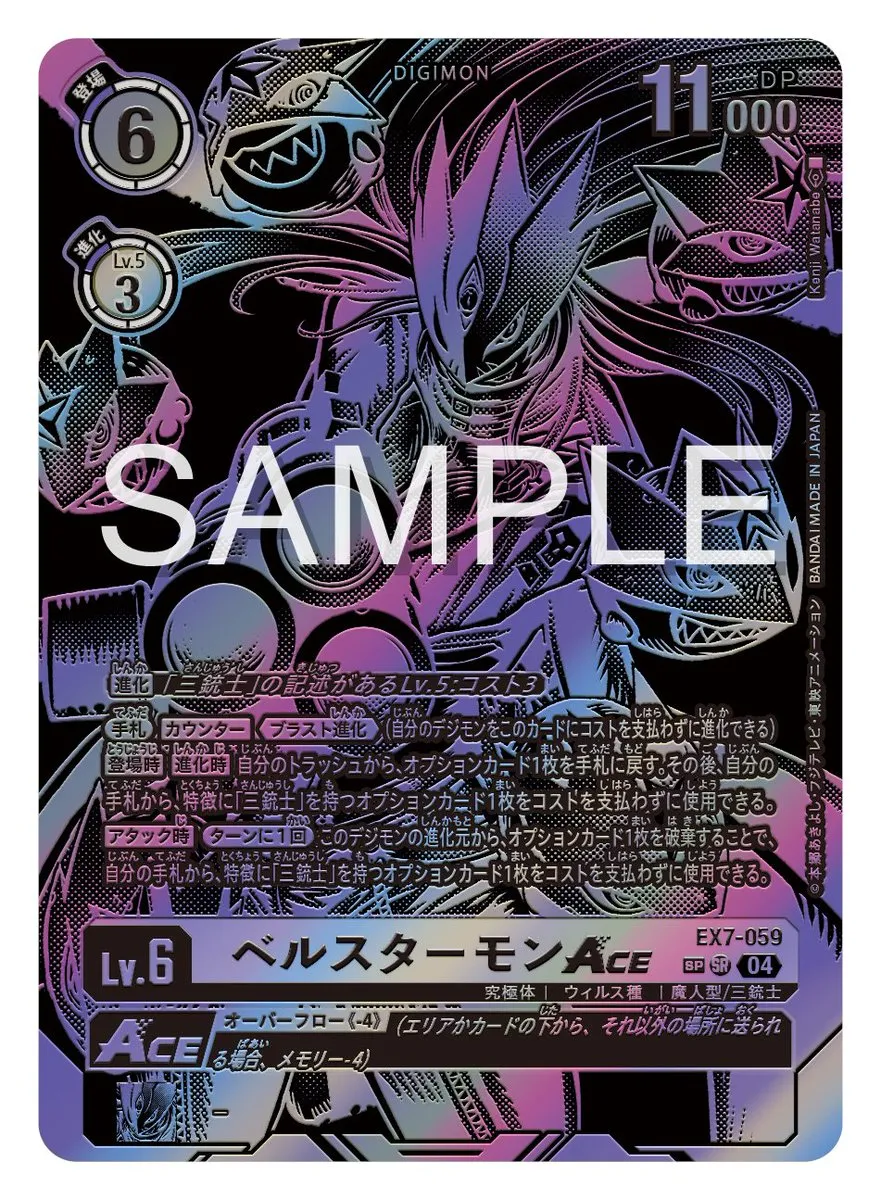 登場
6
DIGIMON
11000
DP
進化
Lv.5
3
Kenji Watanabe
SAMPLE
BANDAI MADE IN JAPAN
©本郷あきよし・フジテレビ・東映アニメーション
進化 「三銃士」の記述があるLv.5:コスト3
手札 カウンター ブラスト進化 (自分のデジモンをこのカードにコストを支払わずに進化できる)
登場時 進化時 自分のトラッシュから、オプションカード1枚を手札に戻す。その後、自分の
手札から、特徴に「三銃士」を持つオプションカード1枚をコストを支払わずに使用できる。
アタック時 ターンに1回 このデジモンの進化元から、オプションカード1枚を破棄することで、
自分の手札から、特徴に「三銃士」を持つオプションカード1枚をコストを支払わずに使用できる。
EX7-059
Lv.6 ベルスターモンACE
SP SR 04
究極体 | ウィルス種 | 魔人型/三銃士
ACE オーバーフロー《-4》 (エリアかカードの下から、それ以外の場所に送られ
る場合、メモリー-4)
-